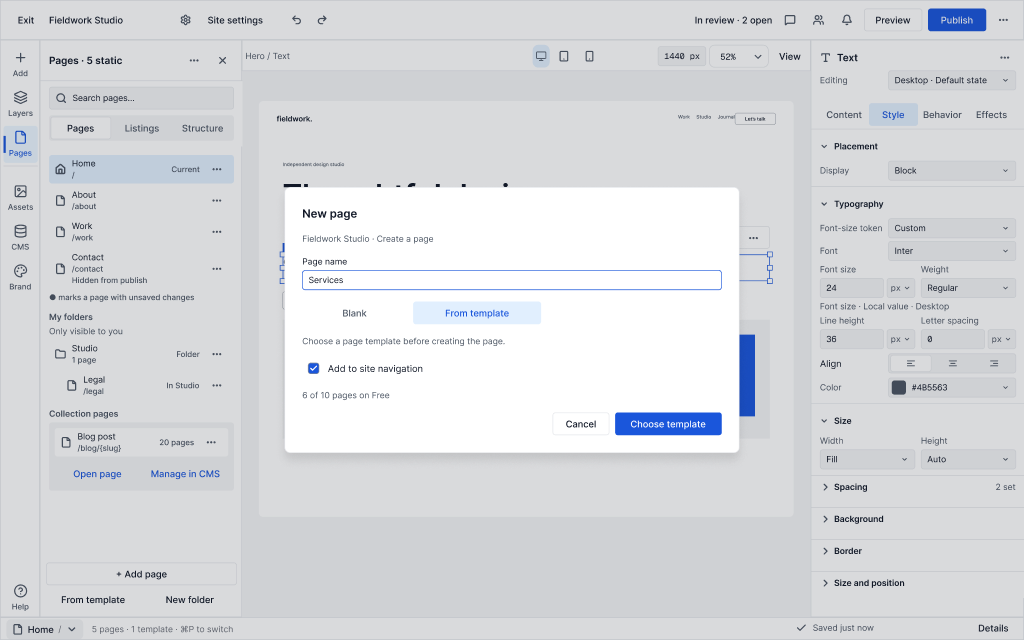 Exit Fieldwork Studio Site settings In review · 2 open Preview Publish
Add
Layers
Pages
Assets
CMS
Brand
Help
Pages · 5 static
Search pages...
Pages Listings Structure
Home
/
Current
About
/about
Work
/work
Contact
/contact
Hidden from publish
● marks a page with unsaved changes
My folders
Only visible to you
Studio
1 page
Folder
Legal
/legal
In Studio
Collection pages
Blog post
/blog/{slug}
20 pages
Open page Manage in CMS
+ Add page
From template New folder
Hero / Text 1440 px 52% View
fieldwork. Work Studio Journal Let's talk
Independent design studio
New page
Fieldwork Studio · Create a page
Page name
Services
Blank From template
Choose a page template before creating the page.
Add to site navigation
6 of 10 pages on Free
Cancel Choose template
Text
Editing Desktop · Default state
Content Style Behavior Effects
Placement
Display Block
Typography
Font-size token Custom
Font Inter
Font size Weight
24 px Regular
Font size · Local value · Desktop
Line height Letter spacing
36 px 0 px
Align
Color #4B5563
Size
Width Height
Fill Auto
Spacing 2 set
Background
Border
Size and position
Home / 5 pages · 1 template · ⌘P to switch Saved just now Details